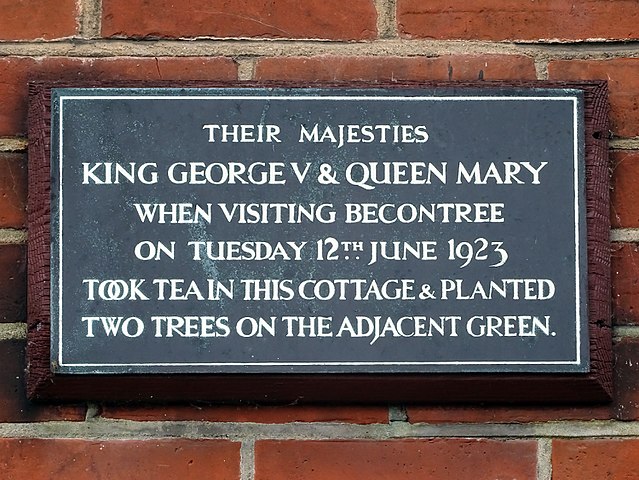 THEIR MAJESTIES
KING GEORGE V & QUEEN MARY
WHEN VISITING BECONTREE
ON TUESDAY 12TH JUNE 1923
TOOK TEA IN THIS COTTAGE & PLANTED
TWO TREES ON THE ADJACENT GREEN.